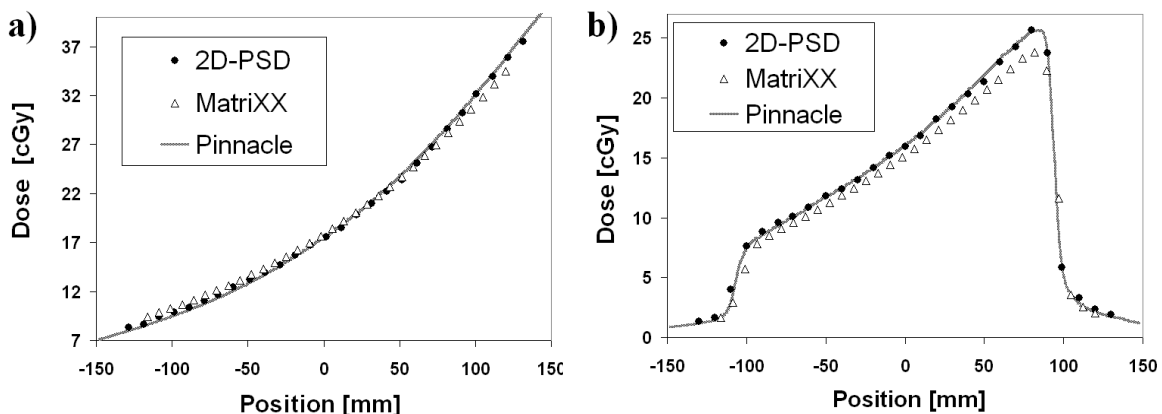 a)
37
32
27
22
17
12
7
Dose [cGy]
2D-PSD
MatriXX
Pinnacle
-150 -100 -50 0 50 100 150
Position [mm]
b)
25
20
15
10
5
0
Dose [cGy]
2D-PSD
MatriXX
Pinnacle
-150 -100 -50 0 50 100 150
Position [mm]